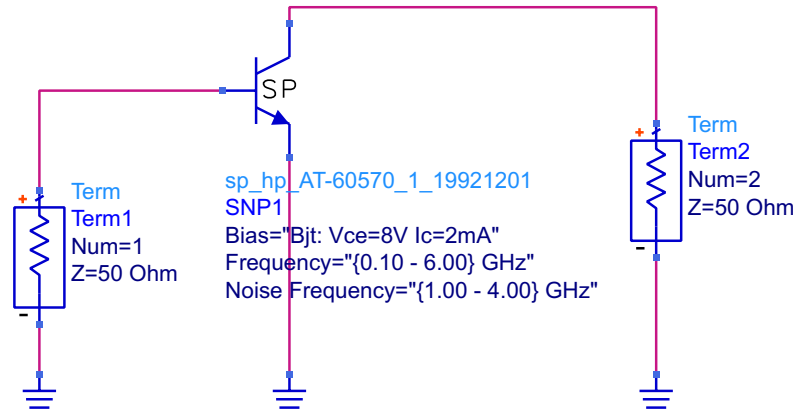 SP
Term
Term1
Num=1
Z=50 Ohm
sp_hp_AT-60570_1_19921201
SNP1
Bias="Bjt: Vce=8V Ic=2mA"
Frequency="{0.10 - 6.00} GHz"
Noise Frequency="{1.00 - 4.00} GHz"
Term
Term2
Num=2
Z=50 Ohm